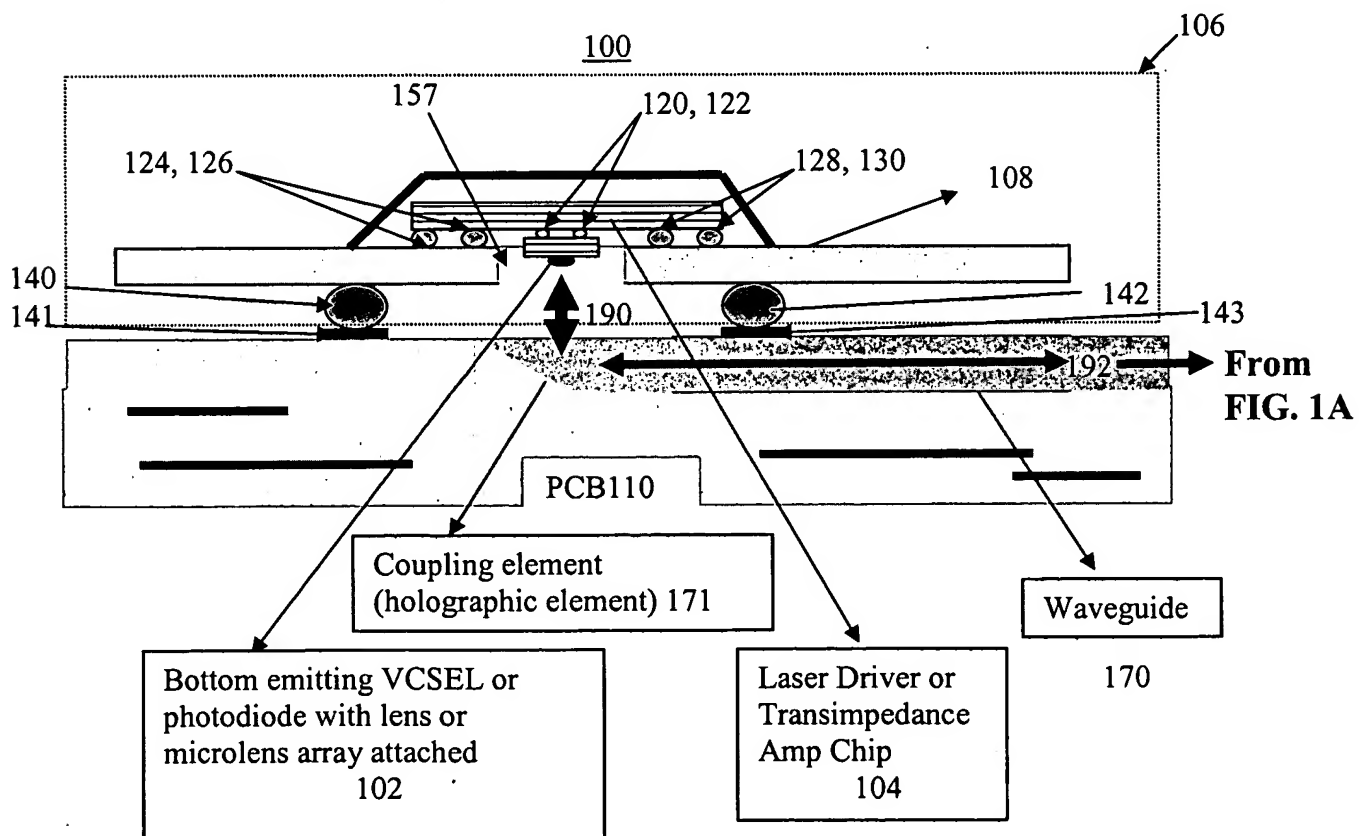 100
106
157
120, 122
124, 126
128, 130
108
140
142
141
190
143
192
From
FIG. 1A
PCB110
Coupling element
(holographic element) 171
Waveguide
170
Bottom emitting VCSEL or
photodiode with lens or
microlens array attached
102
Laser Driver or
Transimpedance
Amp Chip
104